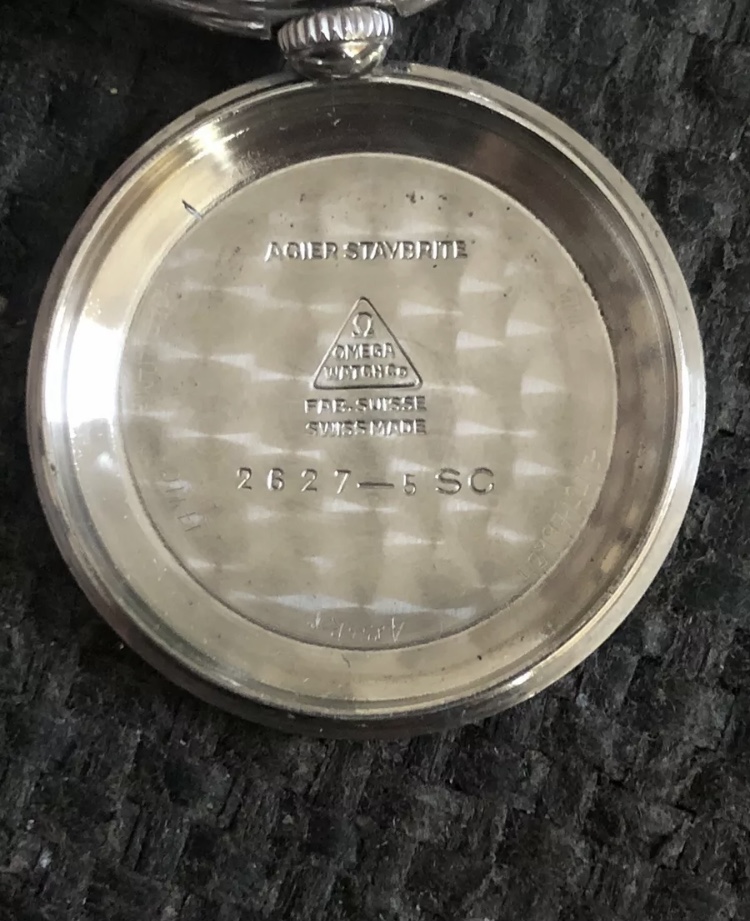 ACIER STAYBRITE
Ω
OMEGA
WATCH Co
FAB. SUISSE
SWISS MADE
2627-5 SC